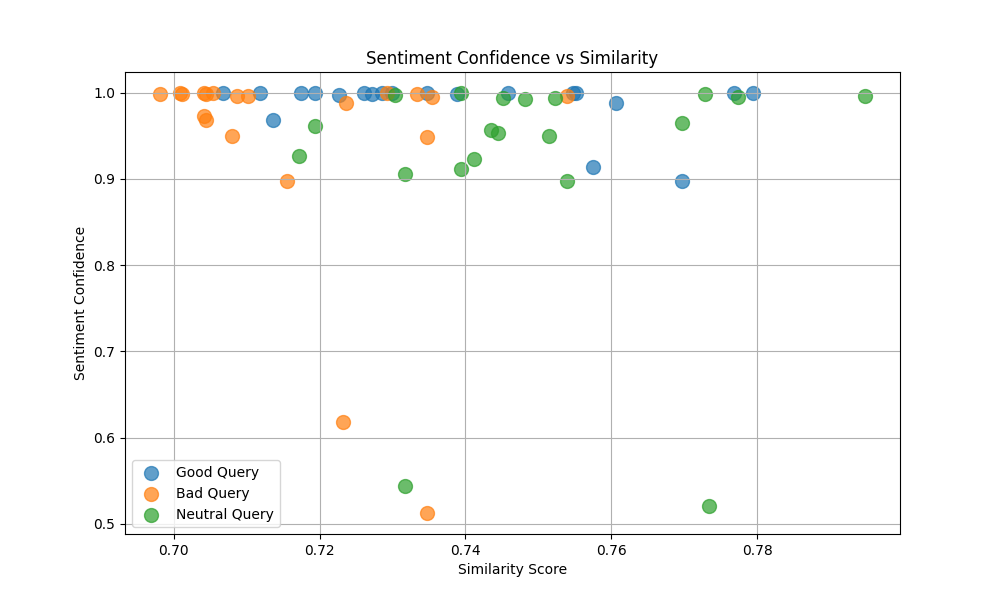 Sentiment Confidence vs Similarity
1.0
0.9
0.8
0.7
0.6
0.5
Sentiment Confidence
Good Query
Bad Query
Neutral Query
0.70 0.72 0.74 0.76 0.78
Similarity Score